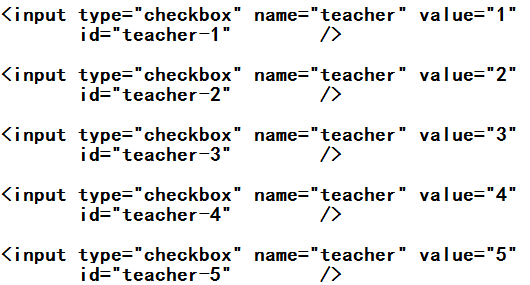 <input type="checkbox" name="teacher" value="1"
id="teacher-1" />
<input type="checkbox" name="teacher" value="2"
id="teacher-2" />
<input type="checkbox" name="teacher" value="3"
id="teacher-3" />
<input type="checkbox" name="teacher" value="4"
id="teacher-4" />
<input type="checkbox" name="teacher" value="5"
id="teacher-5" />